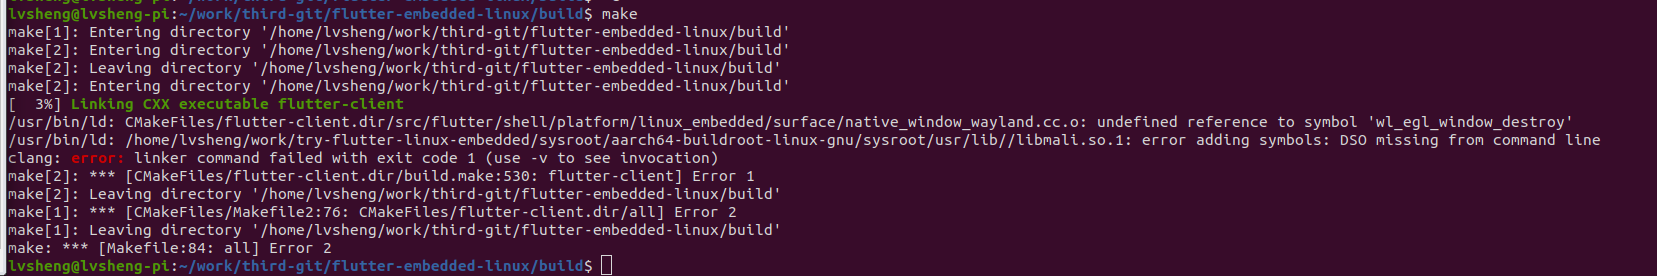 lvsheng@lvsheng-pi:~/work/third-git/flutter-embedded-linux/build$ make
make[1]: Entering directory '/home/lvsheng/work/third-git/flutter-embedded-linux/build'
make[2]: Entering directory '/home/lvsheng/work/third-git/flutter-embedded-linux/build'
make[2]: Leaving directory '/home/lvsheng/work/third-git/flutter-embedded-linux/build'
make[2]: Entering directory '/home/lvsheng/work/third-git/flutter-embedded-linux/build'
[  3%] Linking CXX executable flutter-client
/usr/bin/ld: CMakeFiles/flutter-client.dir/src/flutter/shell/platform/linux_embedded/surface/native_window_wayland.cc.o: undefined reference to symbol 'wl_egl_window_destroy'
/usr/bin/ld: /home/lvsheng/work/try-flutter-linux-embedded/sysroot/aarch64-buildroot-linux-gnu/sysroot/usr/lib//libmali.so.1: error adding symbols: DSO missing from command line
clang: error: linker command failed with exit code 1 (use -v to see invocation)
make[2]: *** [CMakeFiles/flutter-client.dir/build.make:530: flutter-client] Error 1
make[2]: Leaving directory '/home/lvsheng/work/third-git/flutter-embedded-linux/build'
make[1]: *** [CMakeFiles/Makefile2:76: CMakeFiles/flutter-client.dir/all] Error 2
make[1]: Leaving directory '/home/lvsheng/work/third-git/flutter-embedded-linux/build'
make: *** [Makefile:84: all] Error 2
lvsheng@lvsheng-pi:~/work/third-git/flutter-embedded-linux/build$